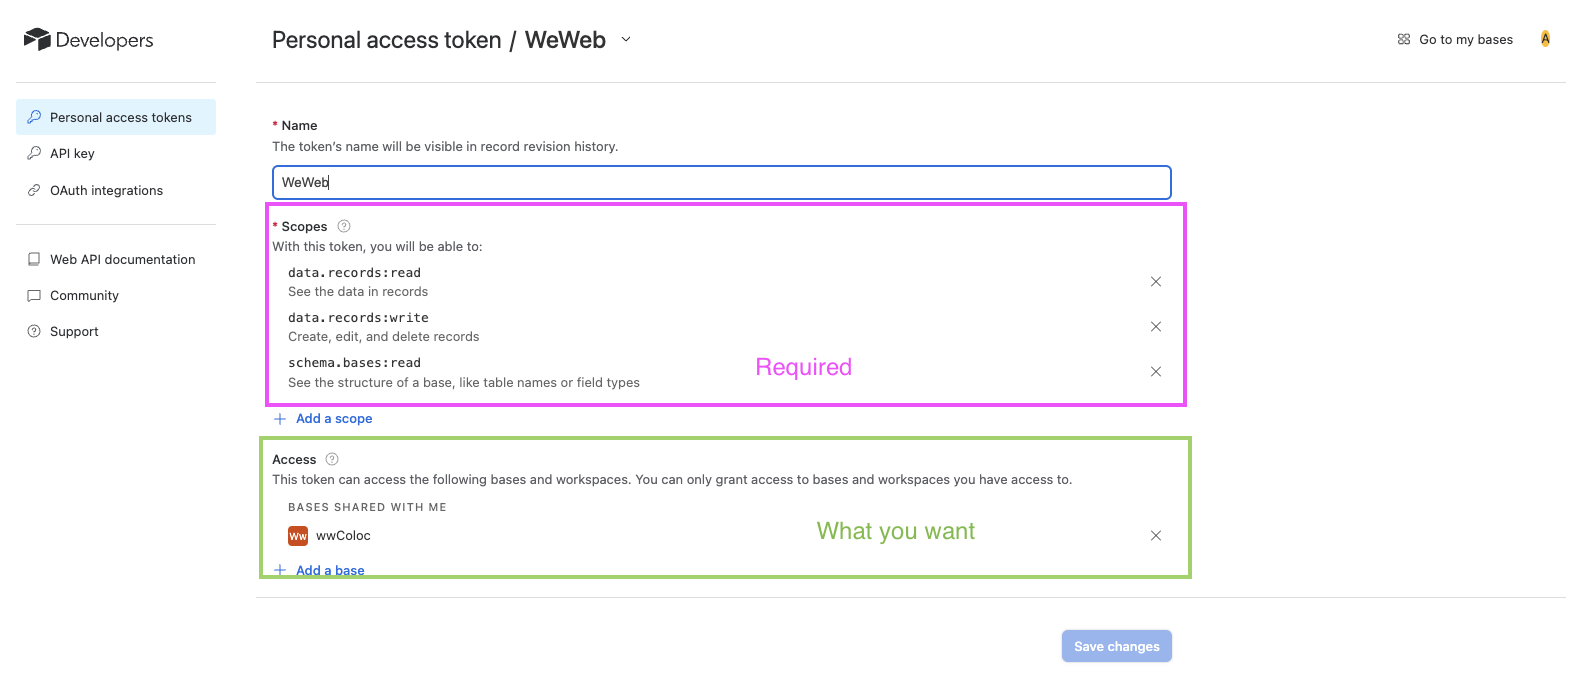 Developers
Personal access token / WeWeb
Go to my bases
A
Personal access tokens
API key
OAuth integrations
Web API documentation
Community
Support
* Name
The token's name will be visible in record revision history.
WeWeb
* Scopes ?
With this token, you will be able to:
data.records:read
See the data in records
data.records:write
Create, edit, and delete records
schema.bases:read
See the structure of a base, like table names or field types
Required
+ Add a scope
Access ?
This token can access the following bases and workspaces. You can only grant access to bases and workspaces you have access to.
BASES SHARED WITH ME
Ww wwColoc
What you want
+ Add a base
Save changes